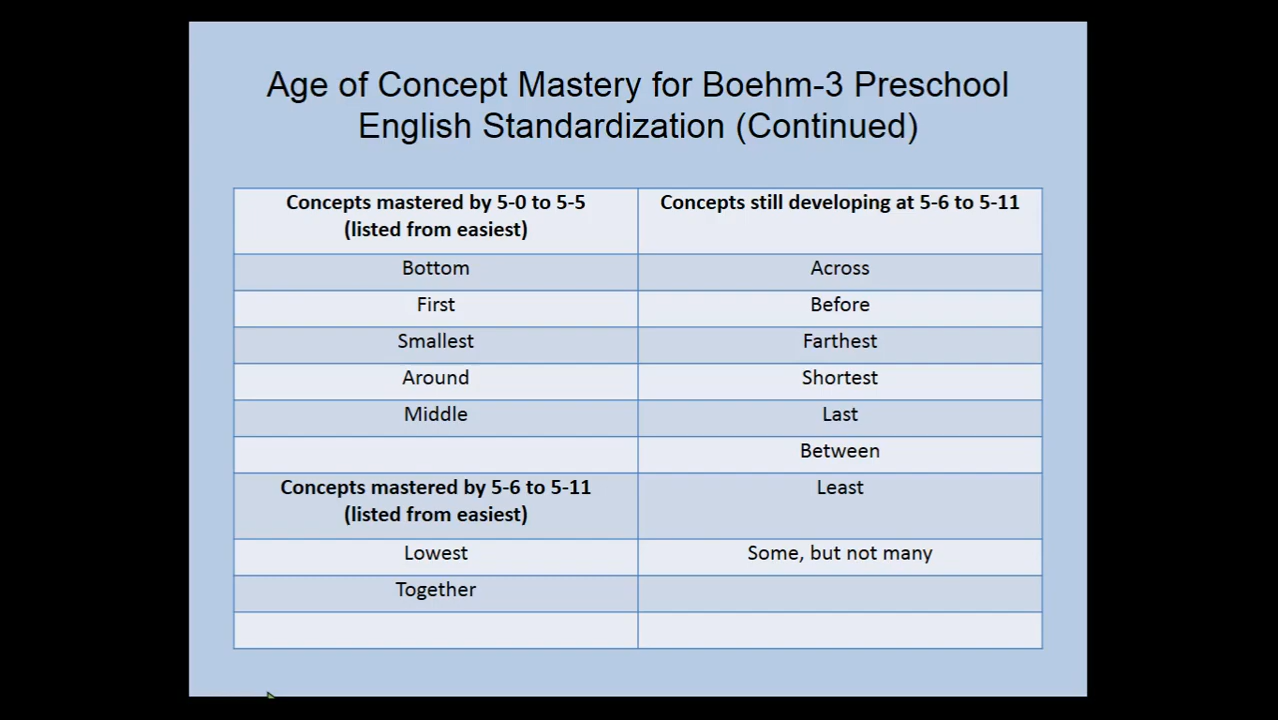 Age of Concept Mastery for Boehm-3 Preschool
English Standardization (Continued)
Concepts mastered by 5-0 to 5-5
(listed from easiest)
Concepts still developing at 5-6 to 5-11
Bottom
Across
First
Before
Smallest
Farthest
Around
Shortest
Middle
Last
Between
Concepts mastered by 5-6 to 5-11
(listed from easiest)
Least
Lowest
Some, but not many
Together